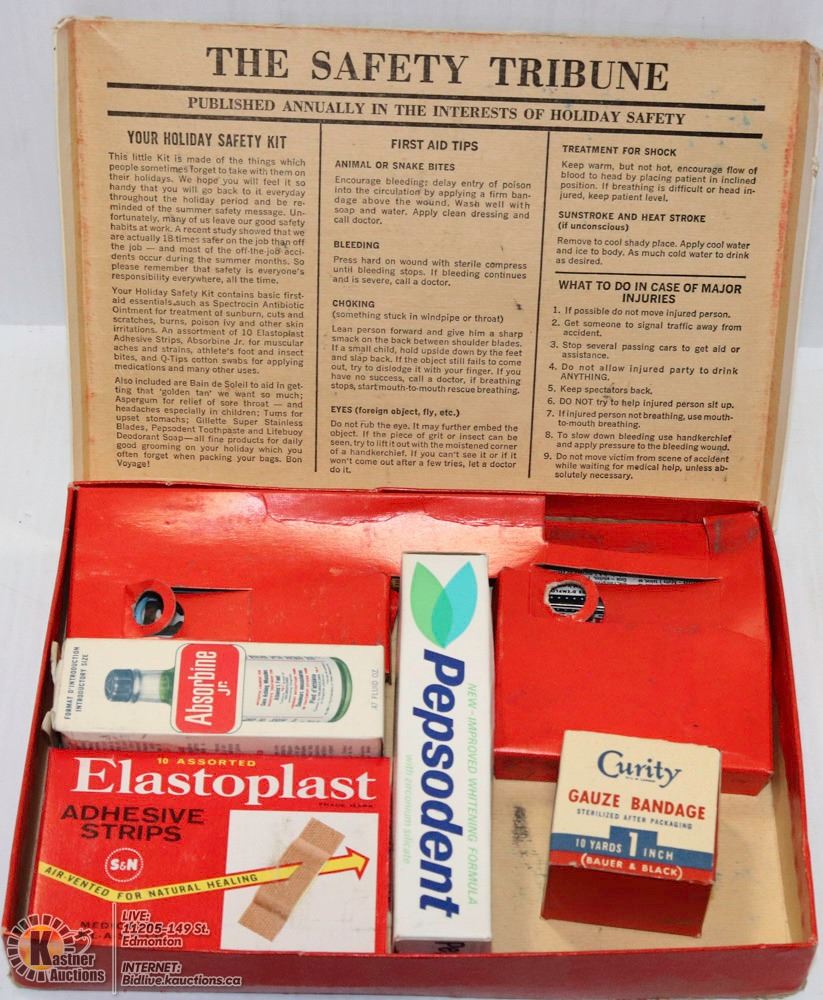 THE SAFETY TRIBUNE
PUBLISHED ANNUALLY IN THE INTERESTS OF HOLIDAY SAFETY
YOUR HOLIDAY SAFETY KIT
This little Kit is made of the things which
people sometimes forget to take with them on
their holidays. We hope you will feel it so
handy that you will go back to it everyday
throughout the holiday period and be re-
minded of the summer safety message. Un-
fortunately, many of us leave our good safety
habits at work. A recent study showed that we
are actually 18 times safer on the job than off
the job — and most of the off-the-job acci-
dents occur during the summer months. So
please remember that safety is everyone's
responsibility everywhere, all the time.
Your Holiday Safety Kit contains basic first-
aid essentials such as Spectrocin Antibiotic
Ointment for treatment of sunburn, cuts and
scratches, burns, poison ivy and other skin
irritations. An assortment of 10 Elastoplast
Adhesive Strips, Absorbine Jr. for muscular
aches and strains, athlete's foot and insect
bites, and Q-Tips cotton swabs for applying
medications and many other uses.
Also included are Bain de Soleil to aid in get-
ting that 'golden tan' we want so much;
Aspergum for relief of sore throat — and
headaches especially in children; Tums for
upset stomachs; Gillette Super Stainless
Blades, Pepsodent Toothpaste and Lifebuoy
Deodorant Soap—all fine products for daily
good grooming on your holiday which you
often forget when packing your bags. Bon
Voyage!
FIRST AID TIPS
ANIMAL OR SNAKE BITES
Encourage bleeding; delay entry of poison
into the circulation by applying a firm ban-
dage above the wound. Wash well with
soap and water. Apply clean dressing and
call doctor.
BLEEDING
Press hard on wound with sterile compress
until bleeding stops. If bleeding continues
and is severe, call a doctor.
CHOKING
(something stuck in windpipe or throat)
Lean person forward and give him a sharp
smack on the back between shoulder blades.
If a small child, hold upside down by the feet
and slap back. If the object still fails to come
out, try to dislodge it with your finger. If you
have no success, call a doctor, if breathing
stops, start mouth-to-mouth rescue breathing.
EYES (foreign object, fly, etc.)
Do not rub the eye. It may further embed the
object. If the piece of grit or insect can be
seen, try to lift it out with the moistened corner
of a handkerchief. If you can't see it or if it
won't come out after a few tries, let a doctor
do it.
TREATMENT FOR SHOCK
Keep warm, but not hot, encourage flow of
blood to head by placing patient in inclined
position. If breathing is difficult or head in-
jured, keep patient level.
SUNSTROKE AND HEAT STROKE
(if unconscious)
Remove to cool shady place. Apply cool water
and ice to body. As much cold water to drink
as desired.
WHAT TO DO IN CASE OF MAJOR
INJURIES
1. If possible do not move injured person.
2. Get someone to signal traffic away from
accident.
3. Stop several passing cars to get aid or
assistance.
4. Do not allow injured party to drink
ANYTHING.
5. Keep spectators back.
6. DO NOT try to help injured person sit up.
7. If injured person not breathing, use mouth-
to-mouth breathing.
8. To slow down bleeding use handkerchief
and apply pressure to the bleeding wound.
9. Do not move victim from scene of accident
while waiting for medical help, unless ab-
solutely necessary.
FORMAT D'INTRODUCTION
INTRODUCTORY SIZE
Absorbine
Jr.
.47 FLUID OZ
10 ASSORTED
Elastoplast
TRADE MARK
ADHESIVE
STRIPS
S&N
AIR-VENTED FOR NATURAL HEALING
Pepsodent
NEW - IMPROVED WHITENING FORMULA
with zirconium silicate
Curity
GAUZE BANDAGE
STERILIZED AFTER PACKAGING
10 YARDS 1 INCH
(BAUER & BLACK)
Kastner
Auctions
LIVE:
11205-149 St.
Edmonton
INTERNET:
Bidlive.kauctions.ca